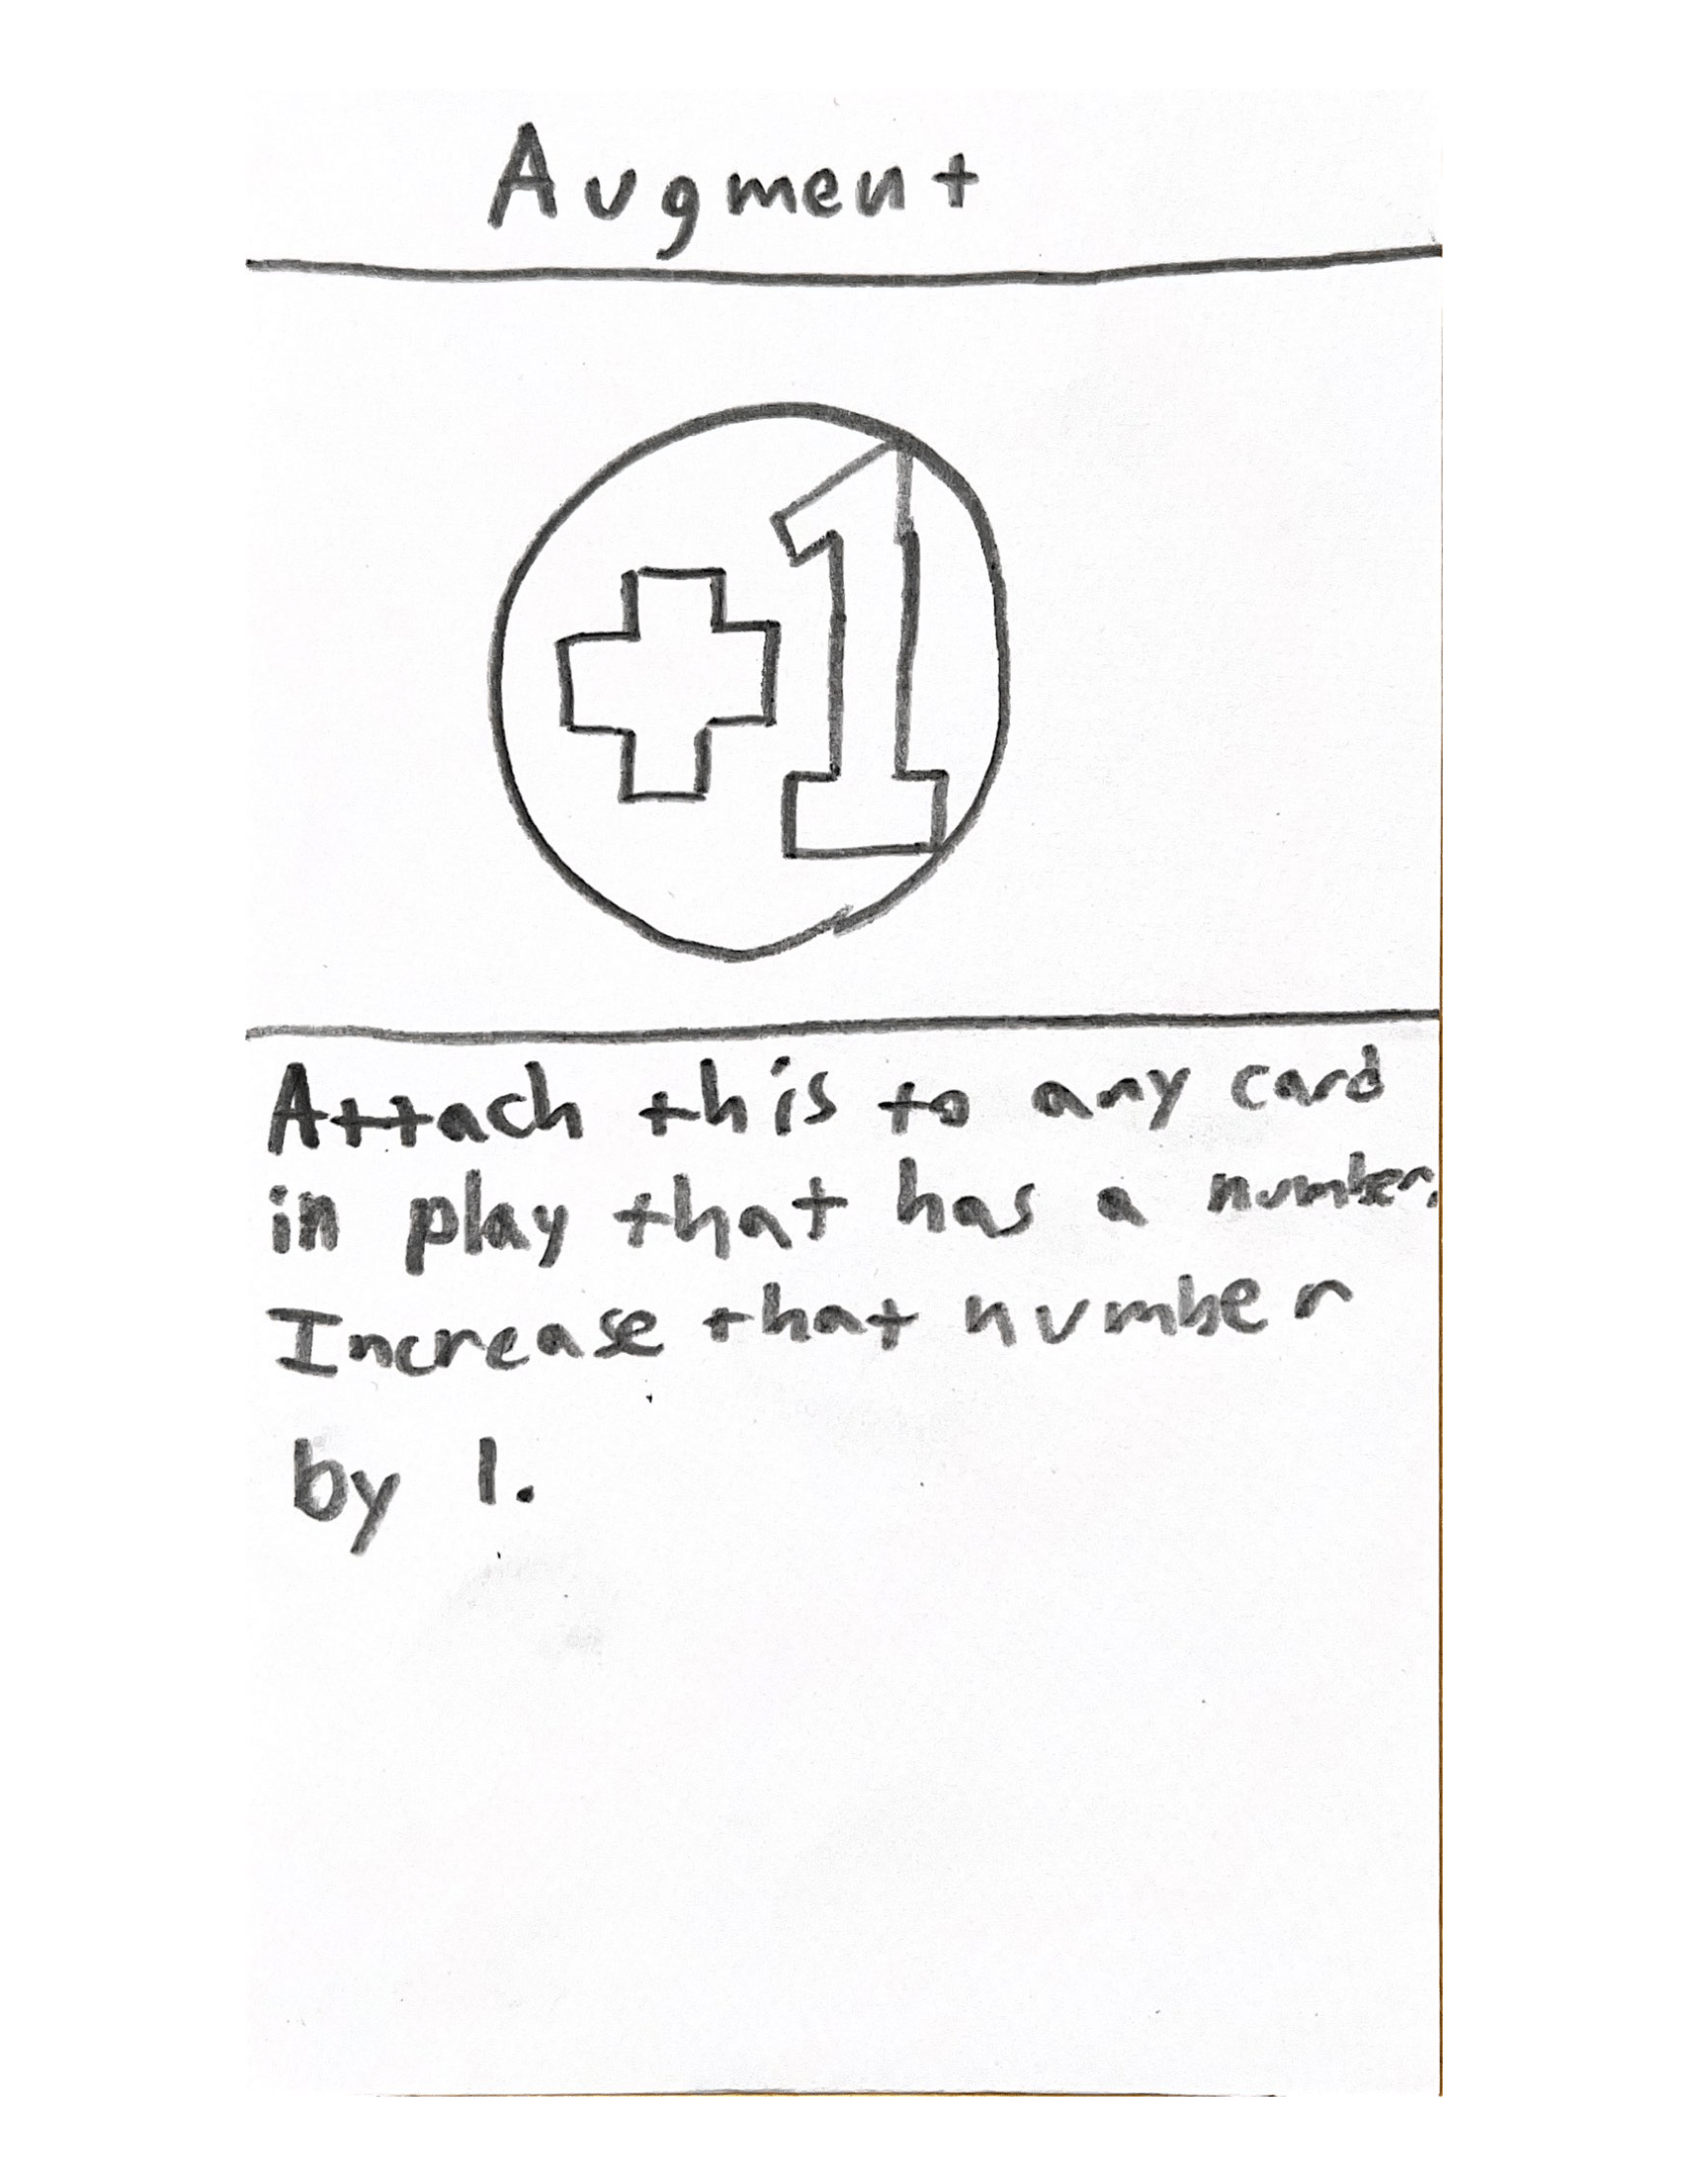 Augment
+1
Attach this to any card
in play that has a number.
Increase that number
by 1.